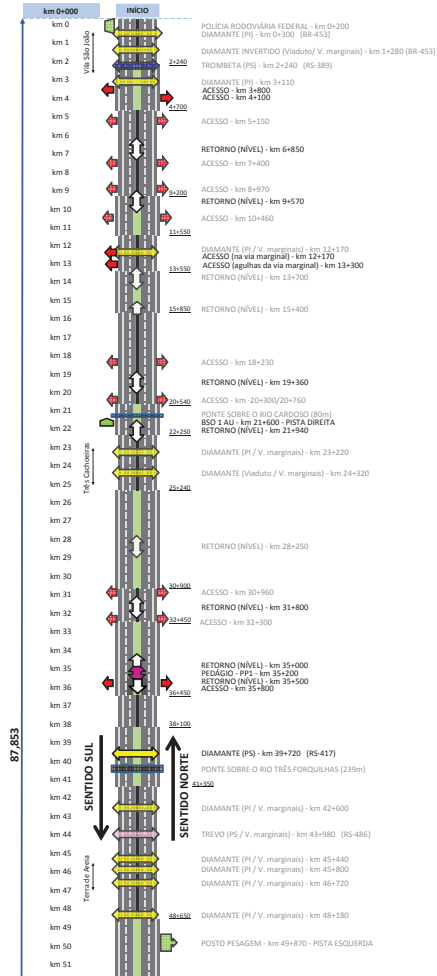 km 0+000
INÍCIO
km 0
POLÍCIA RODOVIÁRIA FEDERAL - km 0+200
DIAMANTE (PI) - km 0+300 (BR-453)
km 1
DIAMANTE INVERTIDO (Viaduto/ V. marginais) - km 1+280 (BR-453)
Vila São João
km 2
2+240
TROMBETA (PS) - km 2+240 (RS-389)
km 3
DIAMANTE (PI) - km 3+110
ACESSO - km 3+800
km 4
ACESSO - km 4+100
4+700
km 5
ACESSO - km 5+150
km 6
km 7
RETORNO (NÍVEL) - km 6+850
ACESSO - km 7+400
km 8
km 9
ACESSO - km 8+970
9+200
RETORNO (NÍVEL) - km 9+570
km 10
ACESSO - km 10+460
km 11
11+550
km 12
DIAMANTE (PI / V. marginais) - km 12+170
ACESSO (na via marginal) - km 12+170
km 13
ACESSO (agulhas da via marginal) - km 13+300
13+550
RETORNO (NÍVEL) - km 13+700
km 14
km 15
15+850
RETORNO (NÍVEL) - km 15+400
km 16
km 17
km 18
ACESSO - km 18+230
km 19
RETORNO (NÍVEL) - km 19+360
km 20
20+540
ACESSO - km -20+300/20+760
km 21
PONTE SOBRE O RIO CARDOSO (80m)
BSO 1 AU - km 21+600 - PISTA DIREITA
km 22
22+250
RETORNO (NÍVEL) - km 21+940
km 23
DIAMANTE (PI / V. marginais) - km 23+220
Três Cachoeiras
km 24
DIAMANTE (Viaduto / V. marginais) - km 24+320
km 25
25+240
km 26
km 27
km 28
RETORNO (NÍVEL) - km 28+250
km 29
km 30
30+900
km 31
ACESSO - km 30+960
RETORNO (NÍVEL) - km 31+800
km 32
32+450
ACESSO - km 32+300
km 33
km 34
RETORNO (NÍVEL) - km 35+000
km 35
PEDÁGIO - PP1 - km 35+200
RETORNO (NÍVEL) - km 35+500
km 36
ACESSO - km 35+800
36+450
km 37
km 38
38+100
87,853
km 39
SENTIDO SUL
SENTIDO NORTE
DIAMANTE (PS) - km 39+720 (RS-417)
km 40
PONTE SOBRE O RIO TRÊS FORQUILHAS (239m)
km 41
41+350
km 42
DIAMANTE (PI / V. marginais) - km 42+600
km 43
km 44
TREVO (PS / V. marginais) - km 43+980 (RS-486)
km 45
DIAMANTE (PI / V. marginais) - km 45+440
km 46
DIAMANTE (PI / V. marginais) - km 45+800
Terra de Areia
DIAMANTE (PI / V. marginais) - km 46+720
km 47
km 48
48+650
DIAMANTE (PI / V. marginais) - km 48+180
km 49
km 50
POSTO PESAGEM - km 49+870 - PISTA ESQUERDA
km 51